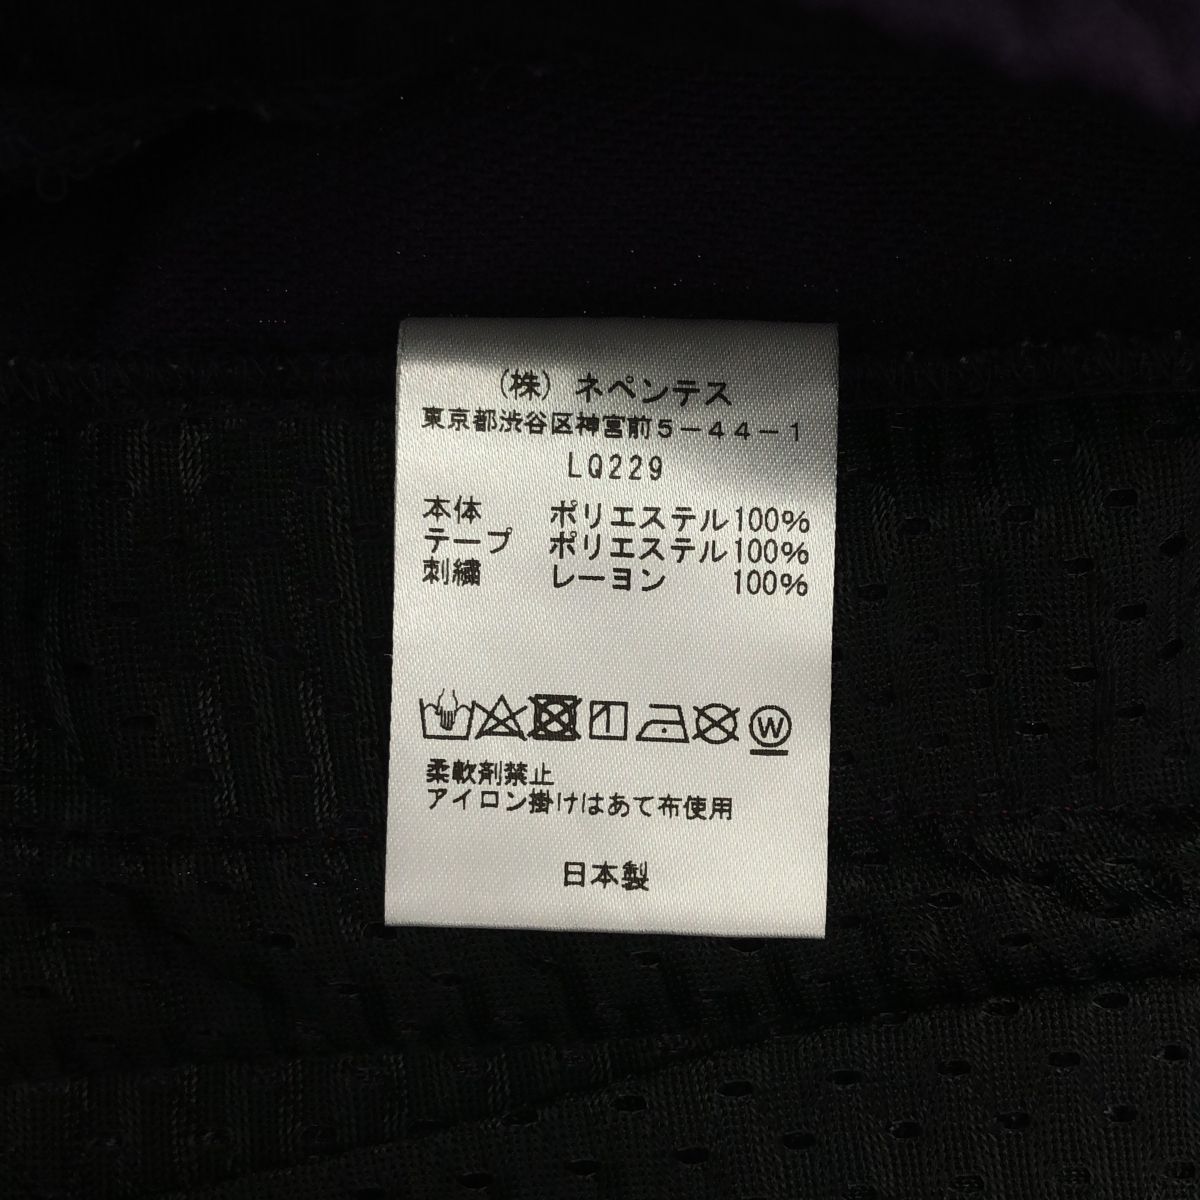 (株) ネペンテス
東京都渋谷区神宮前5-44-1
LQ229
本体 ポリエステル100%
テープ ポリエステル100%
刺繍 レーヨン 100%
W
柔軟剤禁止
アイロン掛けはあて布使用
日本製